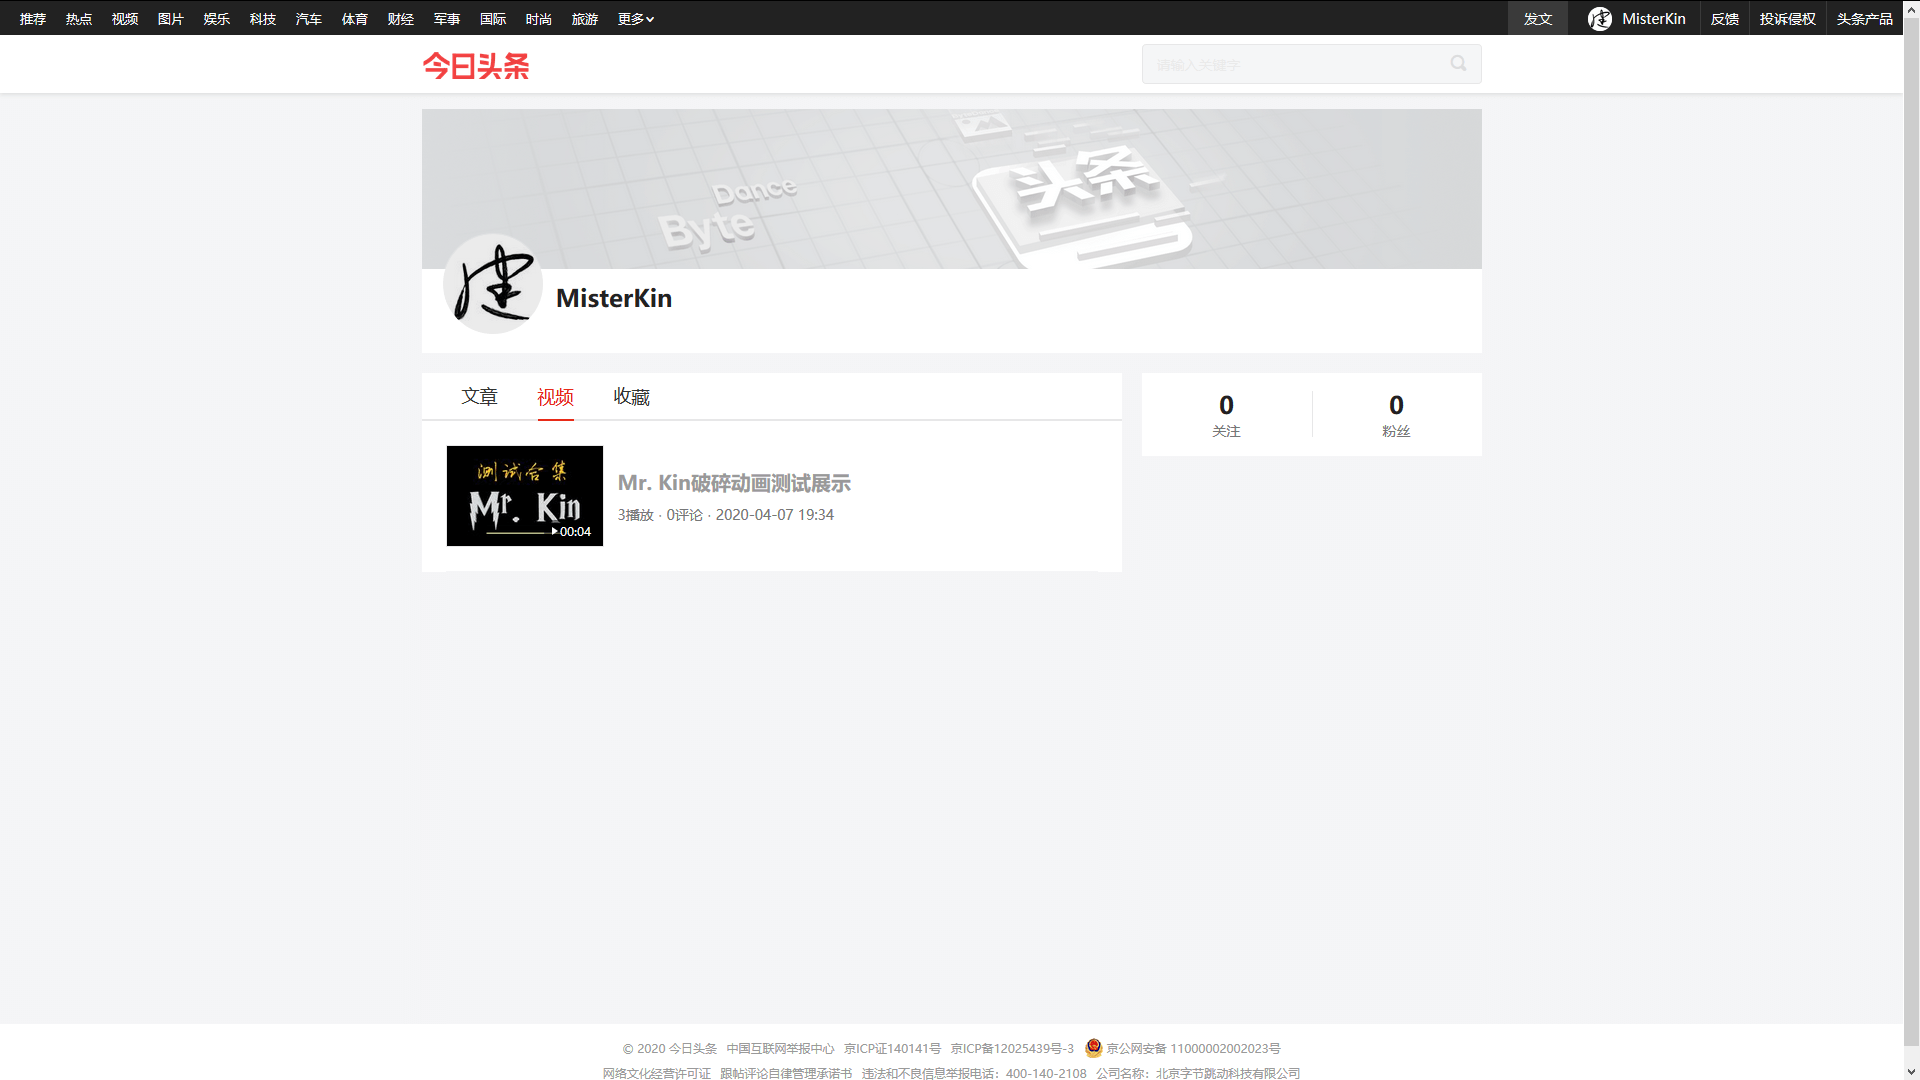 推荐 热点 视频 图片 娱乐 科技 汽车 体育 财经 军事 国际 时尚 旅游 更多 发文 MisterKin 反馈 投诉侵权 头条产品
今日头条 请输入关键字
Dance
Byte
头条
MisterKin
文章 视频 收藏
0 0
关注 粉丝
测试合集
Mr. Kin
00:04
Mr. Kin破碎动画测试展示
3播放 · 0评论 · 2020-04-07 19:34
© 2020 今日头条 中国互联网举报中心 京ICP证140141号 京ICP备12025439号-3 京公网安备 11000002002023号
网络文化经营许可证 跟帖评论自律管理承诺书 违法和不良信息举报电话：400-140-2108 公司名称：北京字节跳动科技有限公司